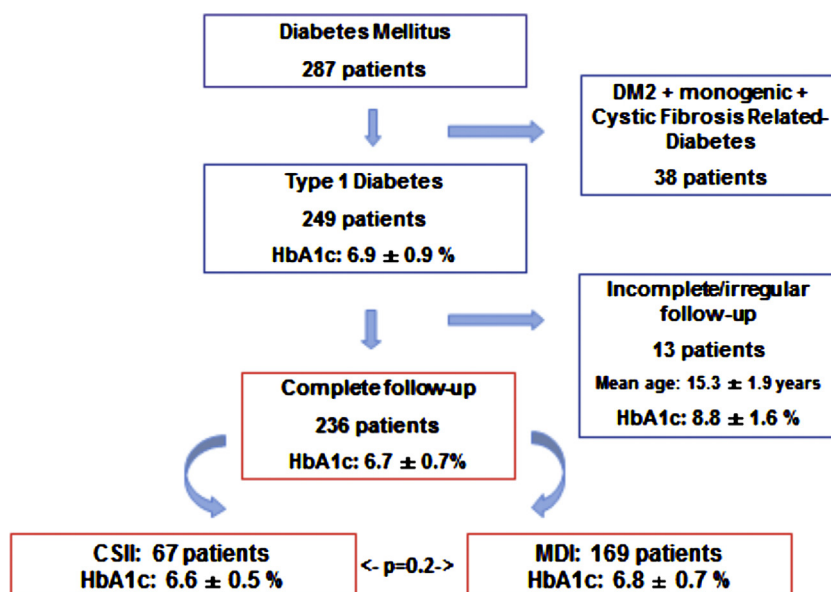 Diabetes Mellitus
287 patients
DM2 + monogenic +
Cystic Fibrosis Related-
Diabetes
38 patients
Type 1 Diabetes
249 patients
HbA1c: 6.9 ± 0.9 %
Incomplete/irregular
follow-up
13 patients
Mean age: 15.3 ± 1.9 years
HbA1c: 8.8 ± 1.6 %
Complete follow-up
236 patients
HbA1c: 6.7 ± 0.7%
CSII: 67 patients
HbA1c: 6.6 ± 0.5 %
<- p=0.2->
MDI: 169 patients
HbA1c: 6.8 ± 0.7 %